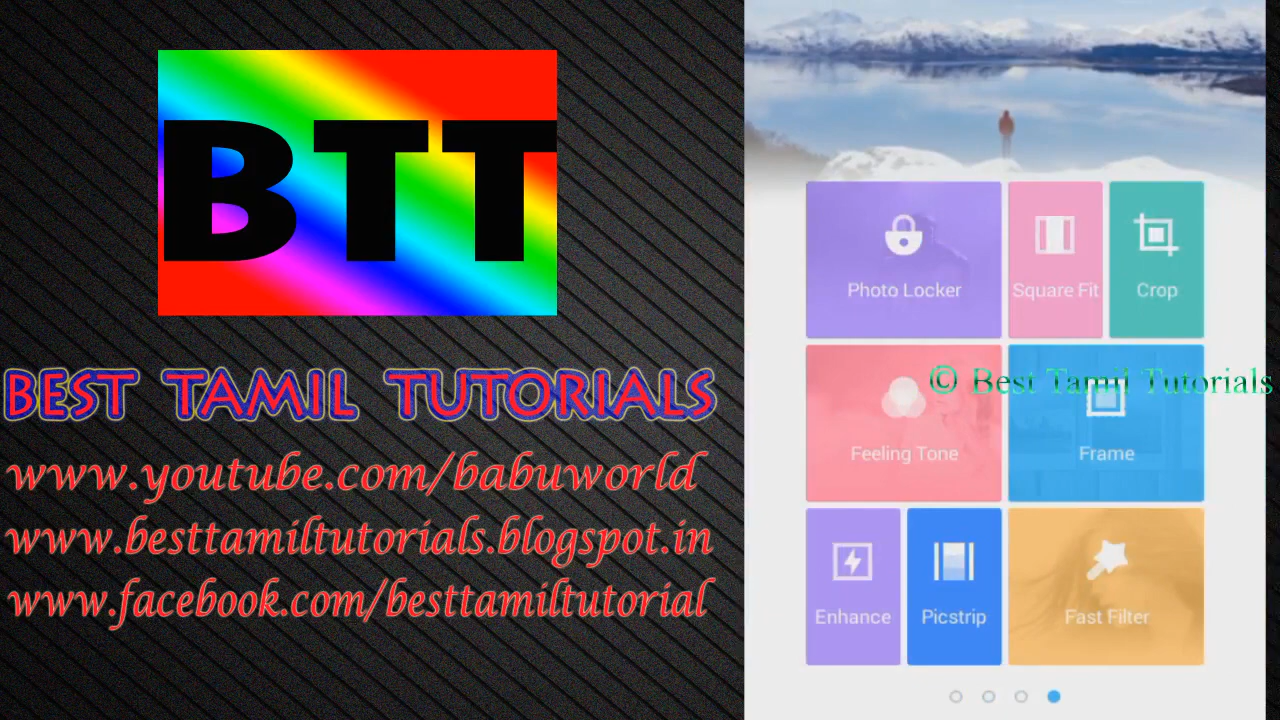 BTT
BEST TAMIL TUTORIALS
www.youtube.com/babuworld
www.besttamiltutorials.blogspot.in
www.facebook.com/besttamiltutorial
Photo Locker
Square Fit
Crop
© Best Tamil Tutorials
Feeling Tone
Frame
Enhance
Picstrip
Fast Filter